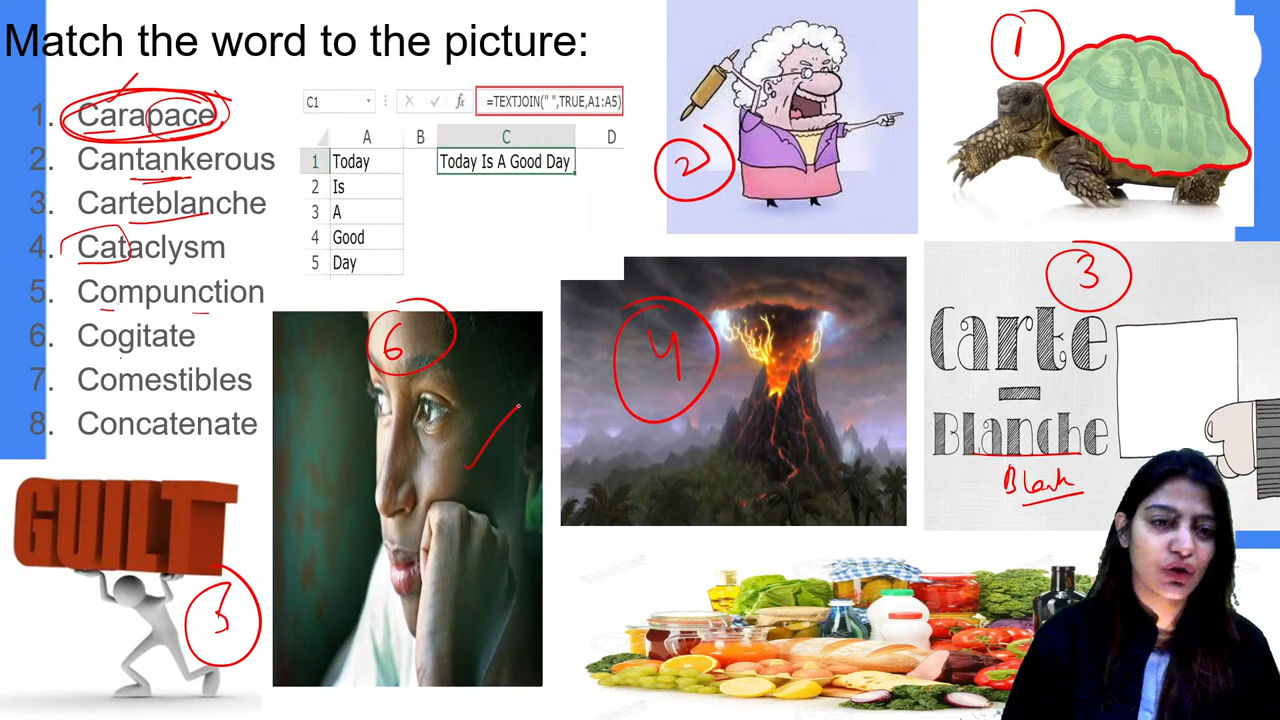 Match the word to the picture:
1. Carapace
2. Cantankerous
3. Carteblanche
4. Cataclysm
5. Compunction
6. Cogitate
7. Comestibles
8. Concatenate
C1
fx
=TEXTJOIN(" ",TRUE,A1:A5)
A B C D
1 Today Today Is A Good Day
2 Is
3 A
4 Good
5 Day
2
1
3
Carte
-
Blanche
Blank
4
6
GUILT
5